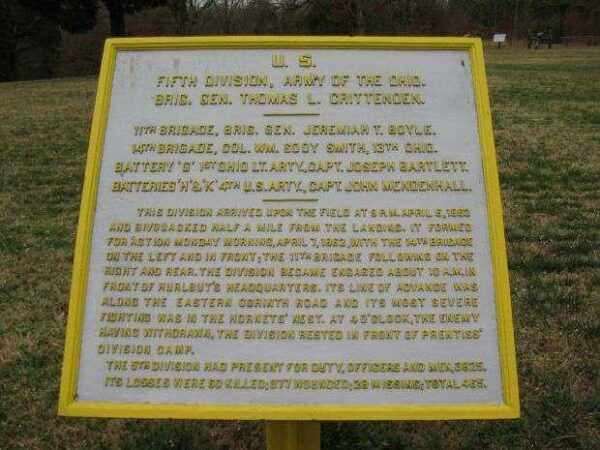 U. S.
FIFTH DIVISION, ARMY OF THE OHIO.
BRIG. GEN. THOMAS L. CRITTENDEN.
11TH BRIGADE, BRIG. GEN. JEREMIAH T. BOYLE.
14TH BRIGADE, COL. WM. SOOY SMITH, 13TH OHIO.
BATTERY "G" 1ST OHIO LT. ARTY., CAPT. JOSEPH BARTLETT.
BATTERIES "H" & "K" 4TH U.S. ARTY., CAPT. JOHN MENDENHALL.
THIS DIVISION ARRIVED UPON THE FIELD AT 9 P.M. APRIL 6, 1862
AND BIVOUACKED HALF A MILE FROM THE LANDING. IT FORMED
FOR ACTION MONDAY MORNING, APRIL 7, 1862, WITH THE 14TH BRIGADE
ON THE LEFT AND IN FRONT; THE 11TH BRIGADE FOLLOWING ON THE
RIGHT AND REAR. THE DIVISION BECAME ENGAGED ABOUT 10 A.M. IN
FRONT OF HURLBUT'S HEADQUARTERS. ITS LINE OF ADVANCE WAS
ALONG THE EASTERN CORINTH ROAD AND ITS MOST SEVERE
FIGHTING WAS IN THE HORNETS' NEST. AT 4 O'CLOCK, THE ENEMY
HAVING WITHDRAWN, THE DIVISION RESTED IN FRONT OF PRENTISS'
DIVISION CAMP.
THE 5TH DIVISION HAD PRESENT FOR DUTY, OFFICERS AND MEN, 3825.
ITS LOSSES WERE 60 KILLED; 377 WOUNDED; 28 MISSING; TOTAL 465.